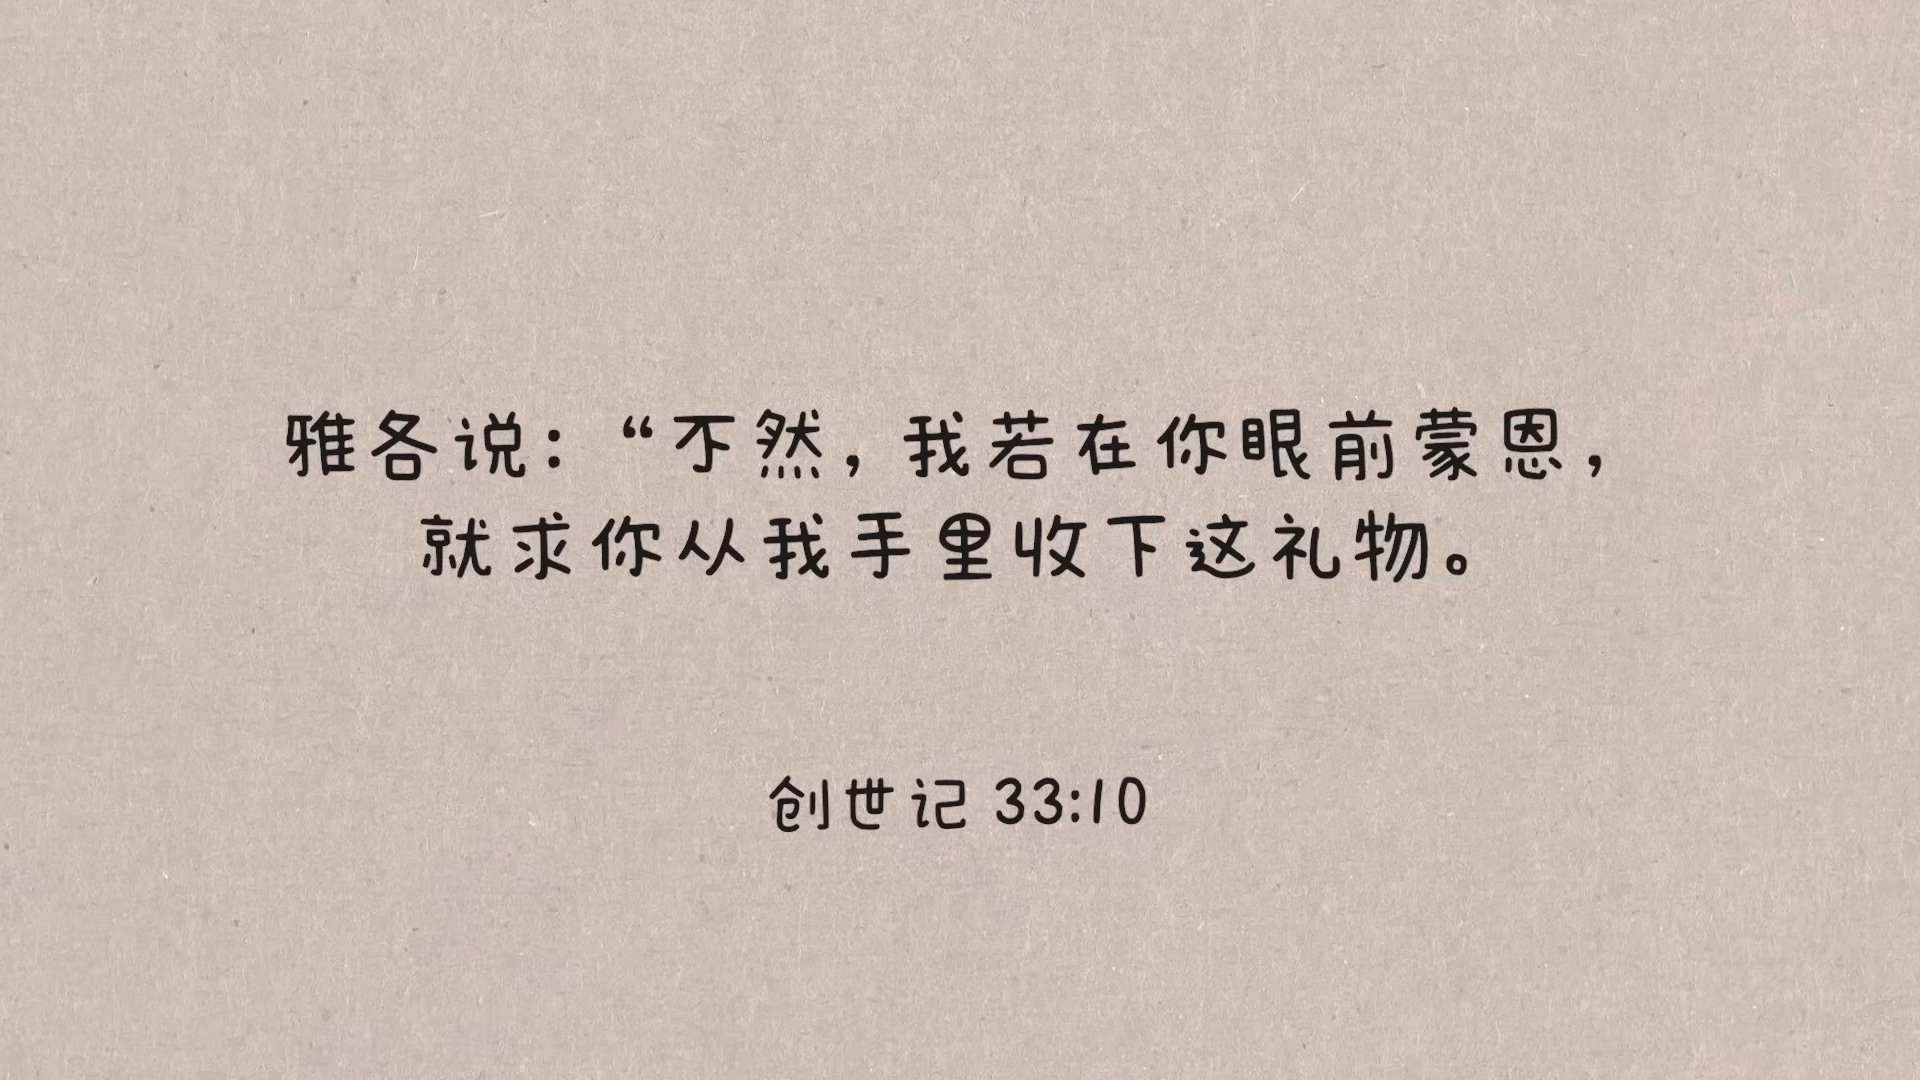 雅各说：“不然，我若在你眼前蒙恩，
就求你从我手里收下这礼物。
创世记 33:10